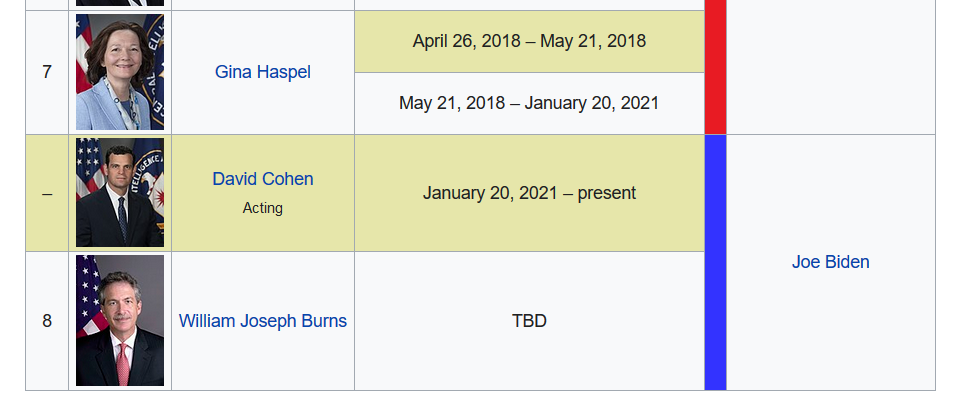 7
Gina Haspel
April 26, 2018 – May 21, 2018
May 21, 2018 – January 20, 2021
–
David Cohen
Acting
January 20, 2021 – present
Joe Biden
8
William Joseph Burns
TBD